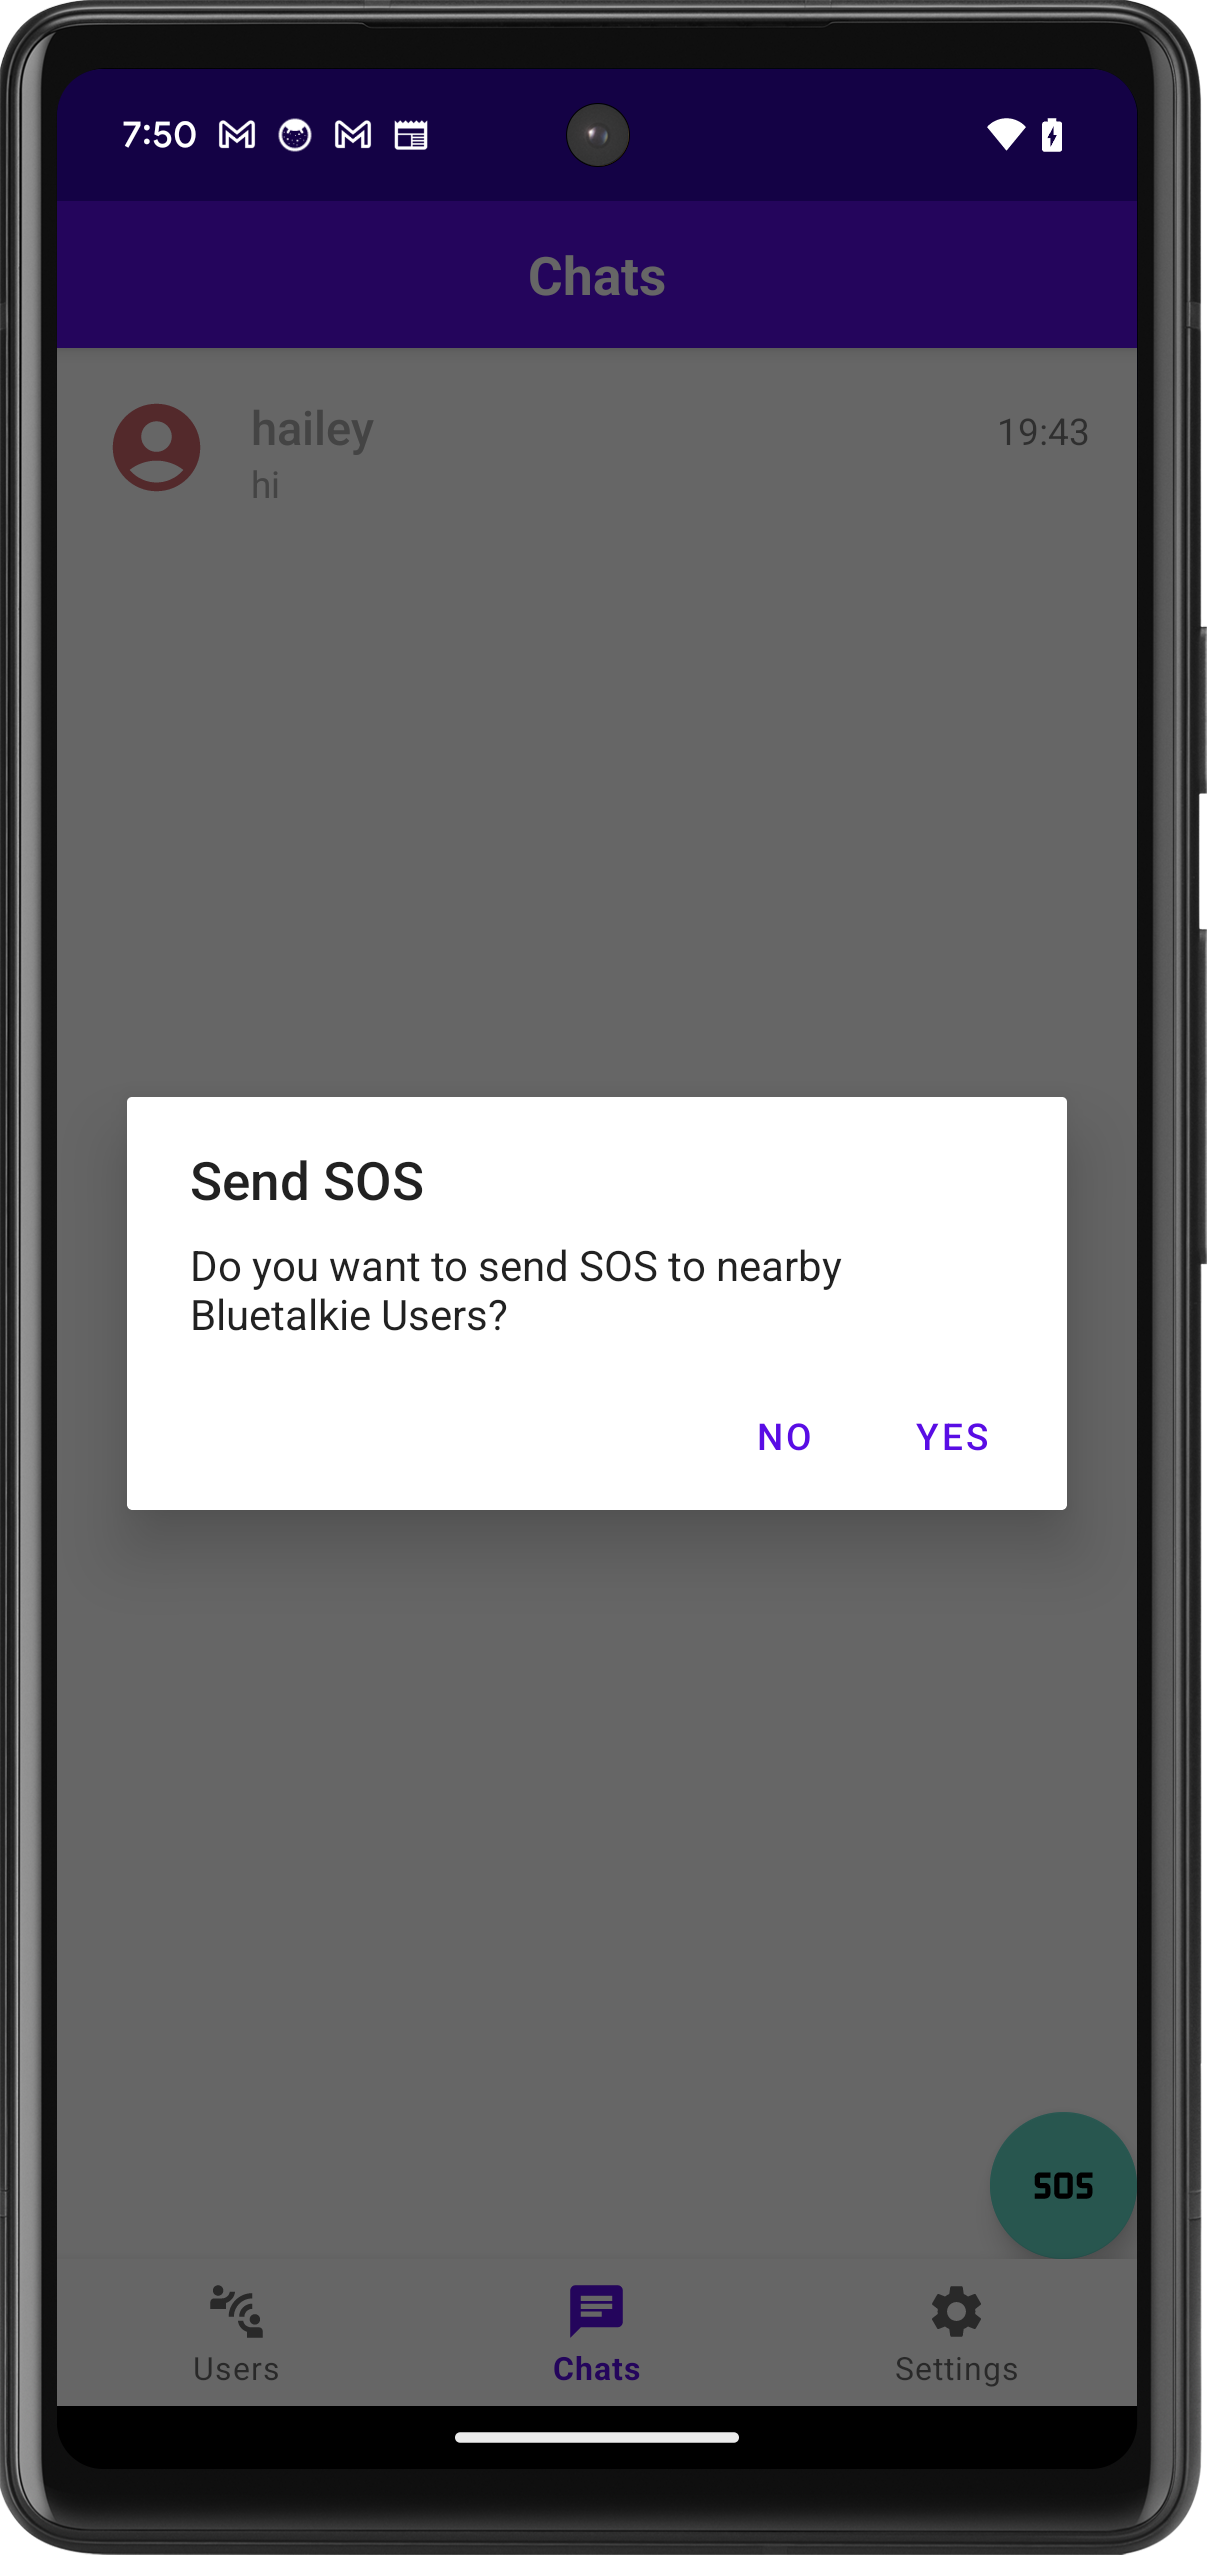 7:50
Chats
hailey
19:43
hi
Send SOS
Do you want to send SOS to nearby
Bluetalkie Users?
NO YES
SOS
Users Chats Settings